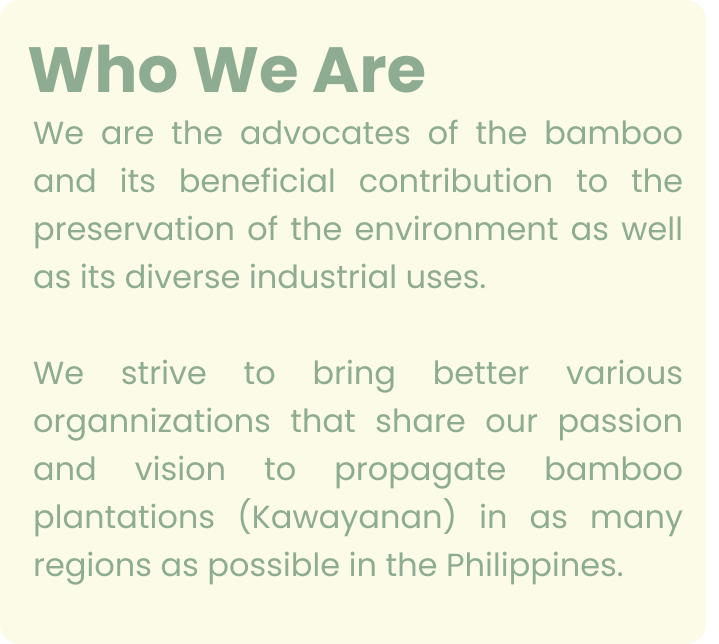 Who We Are
We are the advocates of the bamboo
and its beneficial contribution to the
preservation of the environment as well
as its diverse industrial uses.
We strive to bring better various
organnizations that share our passion
and vision to propagate bamboo
plantations (Kawayanan) in as many
regions as possible in the Philippines.